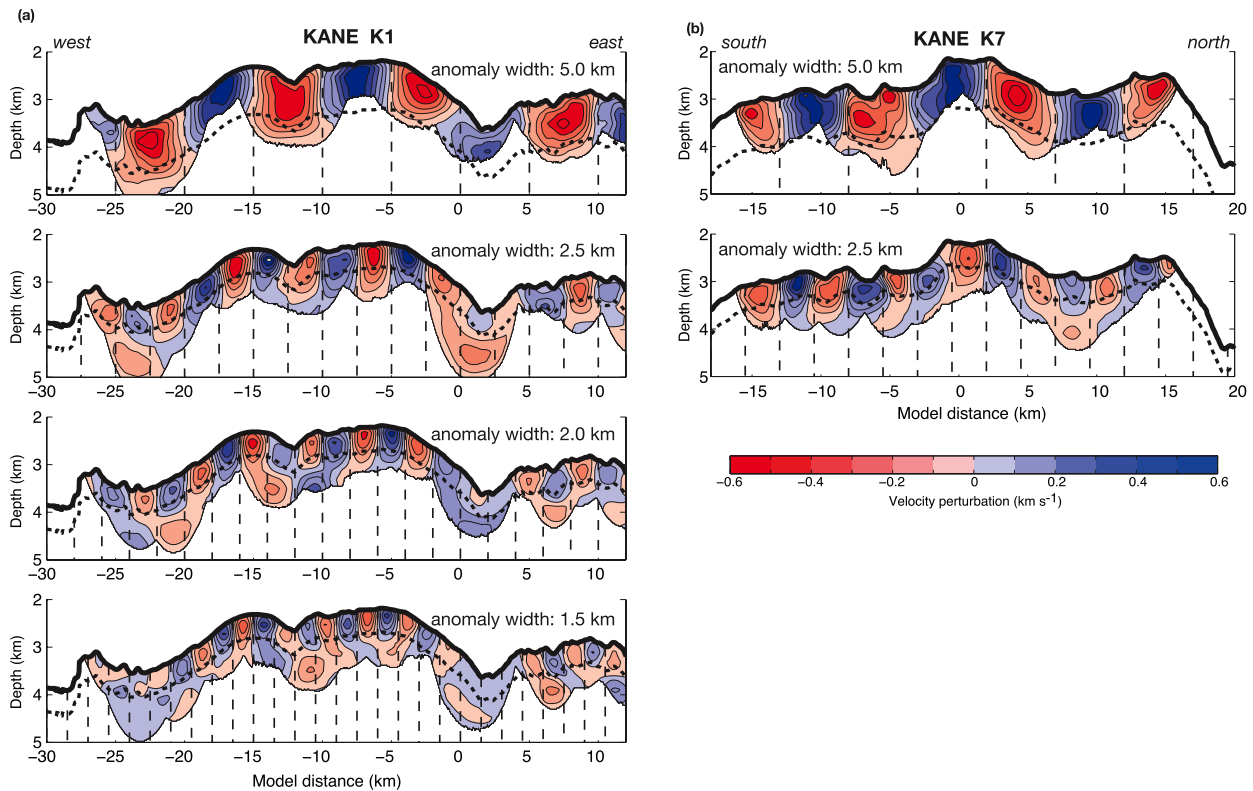 (a)
KANE K1
west
east
anomaly width: 5.0 km
2
3
4
5
Depth (km)
−30 −25 −20 −15 −10 −5 0 5 10
anomaly width: 2.5 km
2
3
4
5
Depth (km)
−30 −25 −20 −15 −10 −5 0 5 10
anomaly width: 2.0 km
2
3
4
5
Depth (km)
−30 −25 −20 −15 −10 −5 0 5 10
anomaly width: 1.5 km
2
3
4
5
Depth (km)
−30 −25 −20 −15 −10 −5 0 5 10
Model distance (km)
(b)
KANE K7
south
north
anomaly width: 5.0 km
2
3
4
5
Depth (km)
−15 −10 −5 0 5 10 15 20
anomaly width: 2.5 km
2
3
4
5
Depth (km)
−15 −10 −5 0 5 10 15 20
Model distance (km)
−0.6 −0.4 −0.2 0 0.2 0.4 0.6
Velocity perturbation (km s⁻¹)